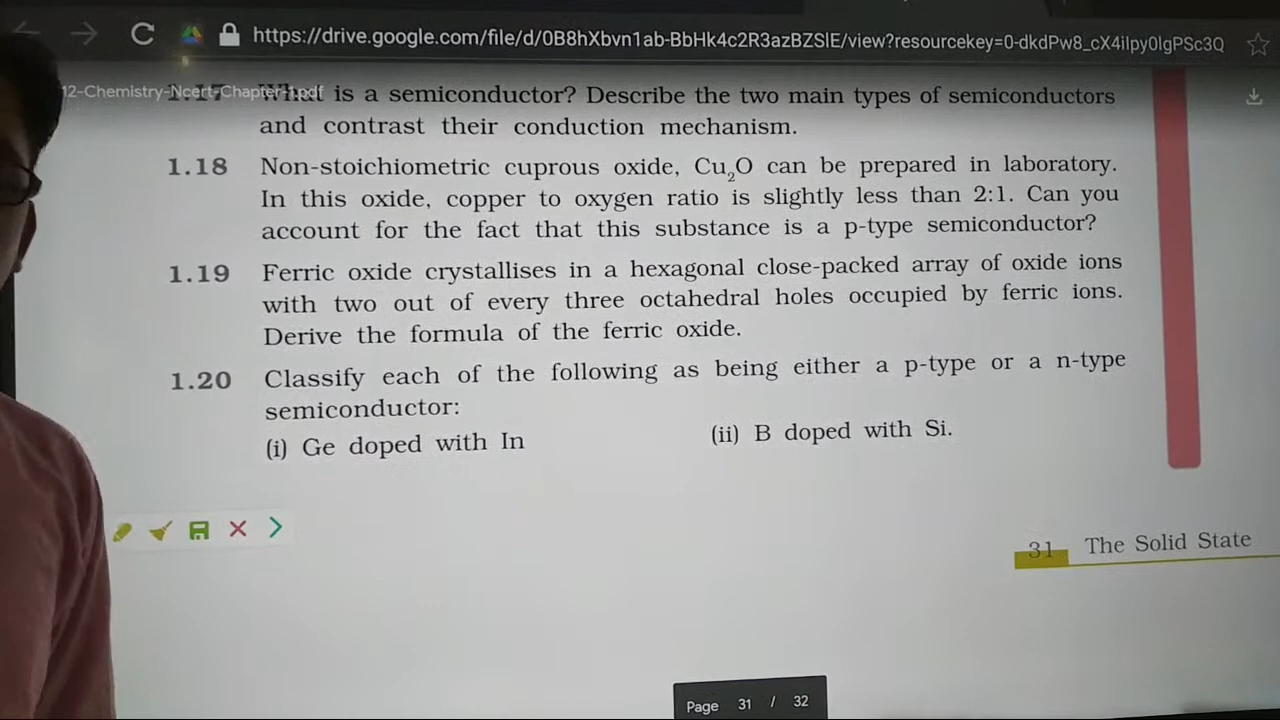 https://drive.google.com/file/d/0B8hXbvn1ab-BbHk4c2R3azBZSlE/view?resourcekey=0-dkdPw8_cX4ilpy0lgPSc3Q
12-Chemistry-Ncert-Chapter-1.pdf
1.17 What is a semiconductor? Describe the two main types of semiconductors
and contrast their conduction mechanism.
1.18 Non-stoichiometric cuprous oxide, Cu₂O can be prepared in laboratory.
In this oxide, copper to oxygen ratio is slightly less than 2:1. Can you
account for the fact that this substance is a p-type semiconductor?
1.19 Ferric oxide crystallises in a hexagonal close-packed array of oxide ions
with two out of every three octahedral holes occupied by ferric ions.
Derive the formula of the ferric oxide.
1.20 Classify each of the following as being either a p-type or a n-type
semiconductor:
(i) Ge doped with In (ii) B doped with Si.
31 The Solid State
Page 31 / 32